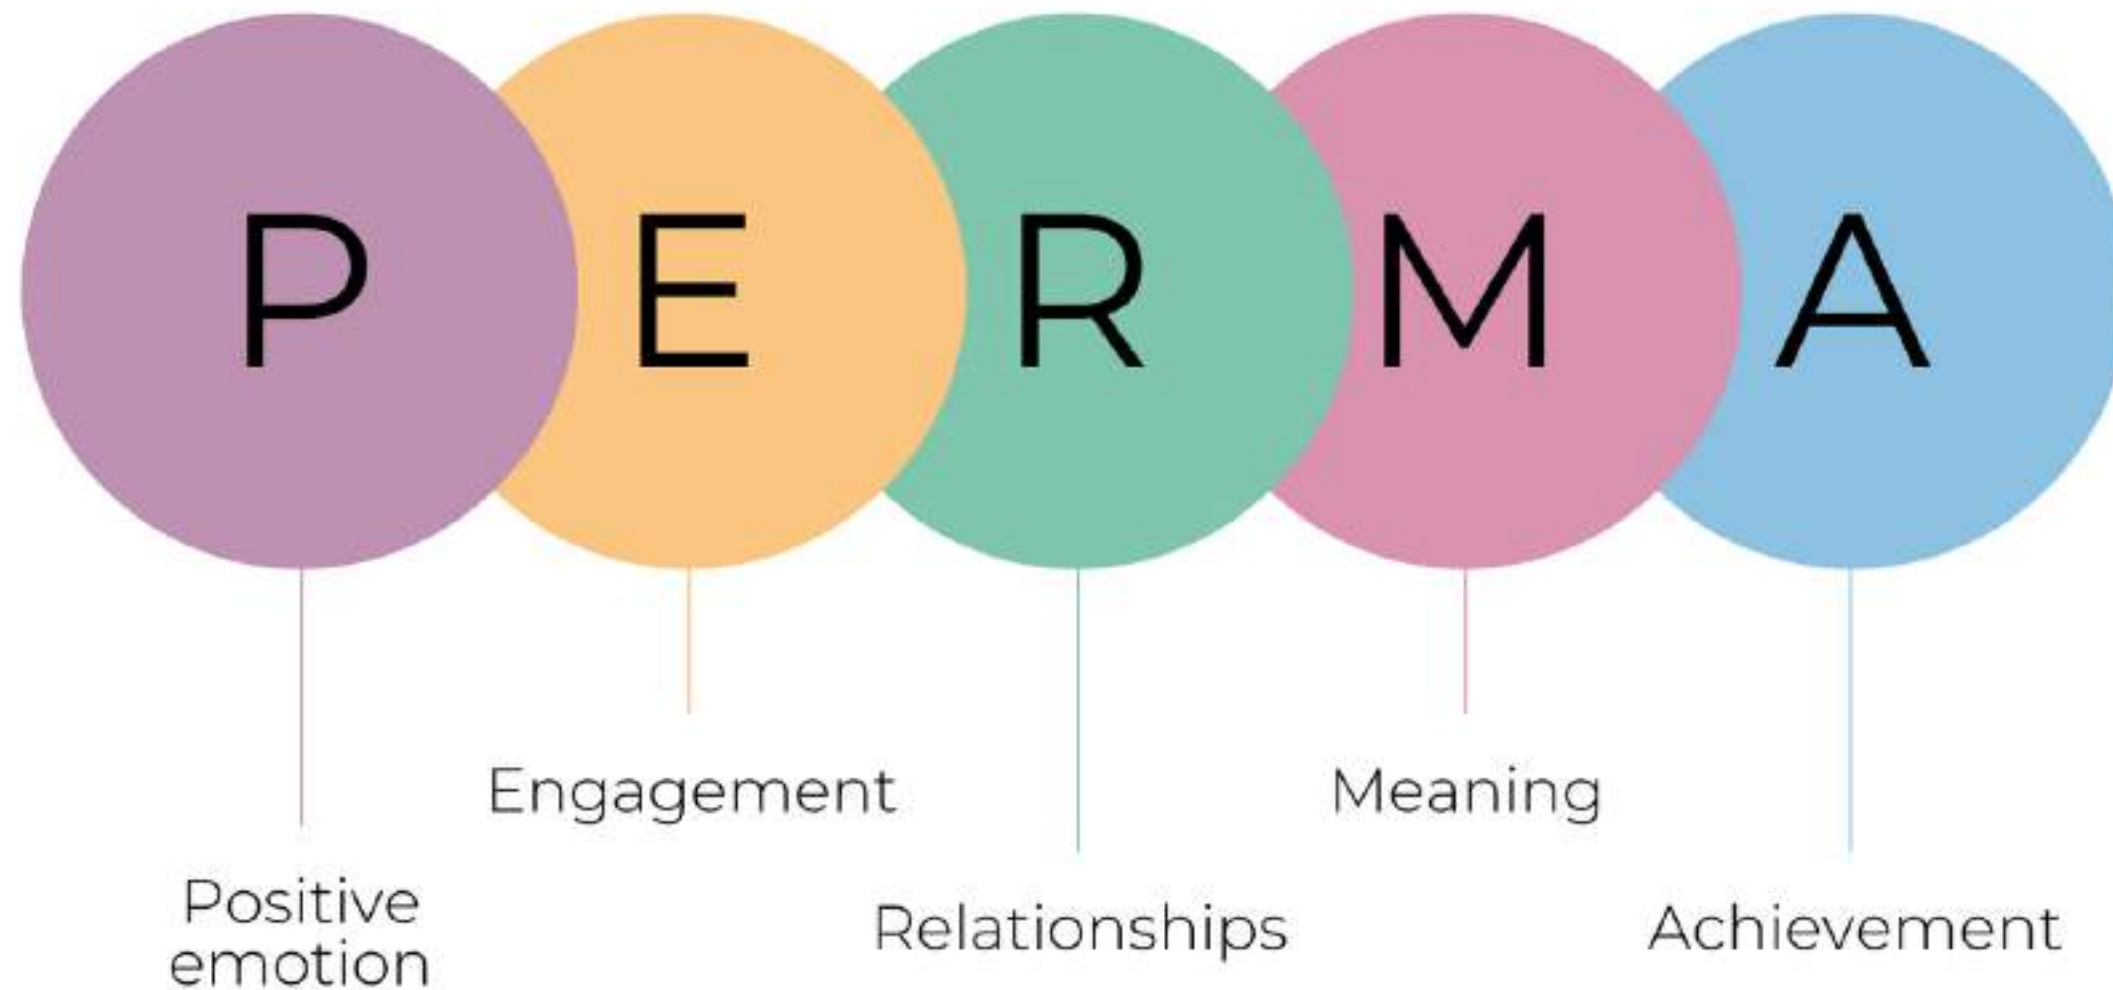 P E R M A
Engagement
Meaning
Positive
emotion
Relationships
Achievement